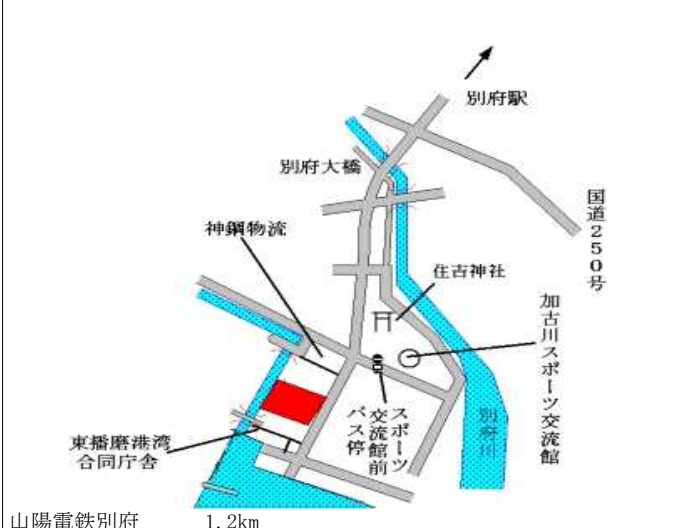 別府駅
別府大橋
国道250号
神鋼物流
住吉神社
加古川スポーツ交流館
スポーツ
交流館前
バス停
別府川
東播磨港湾
合同庁舎
山陽電鉄別府 1.2km